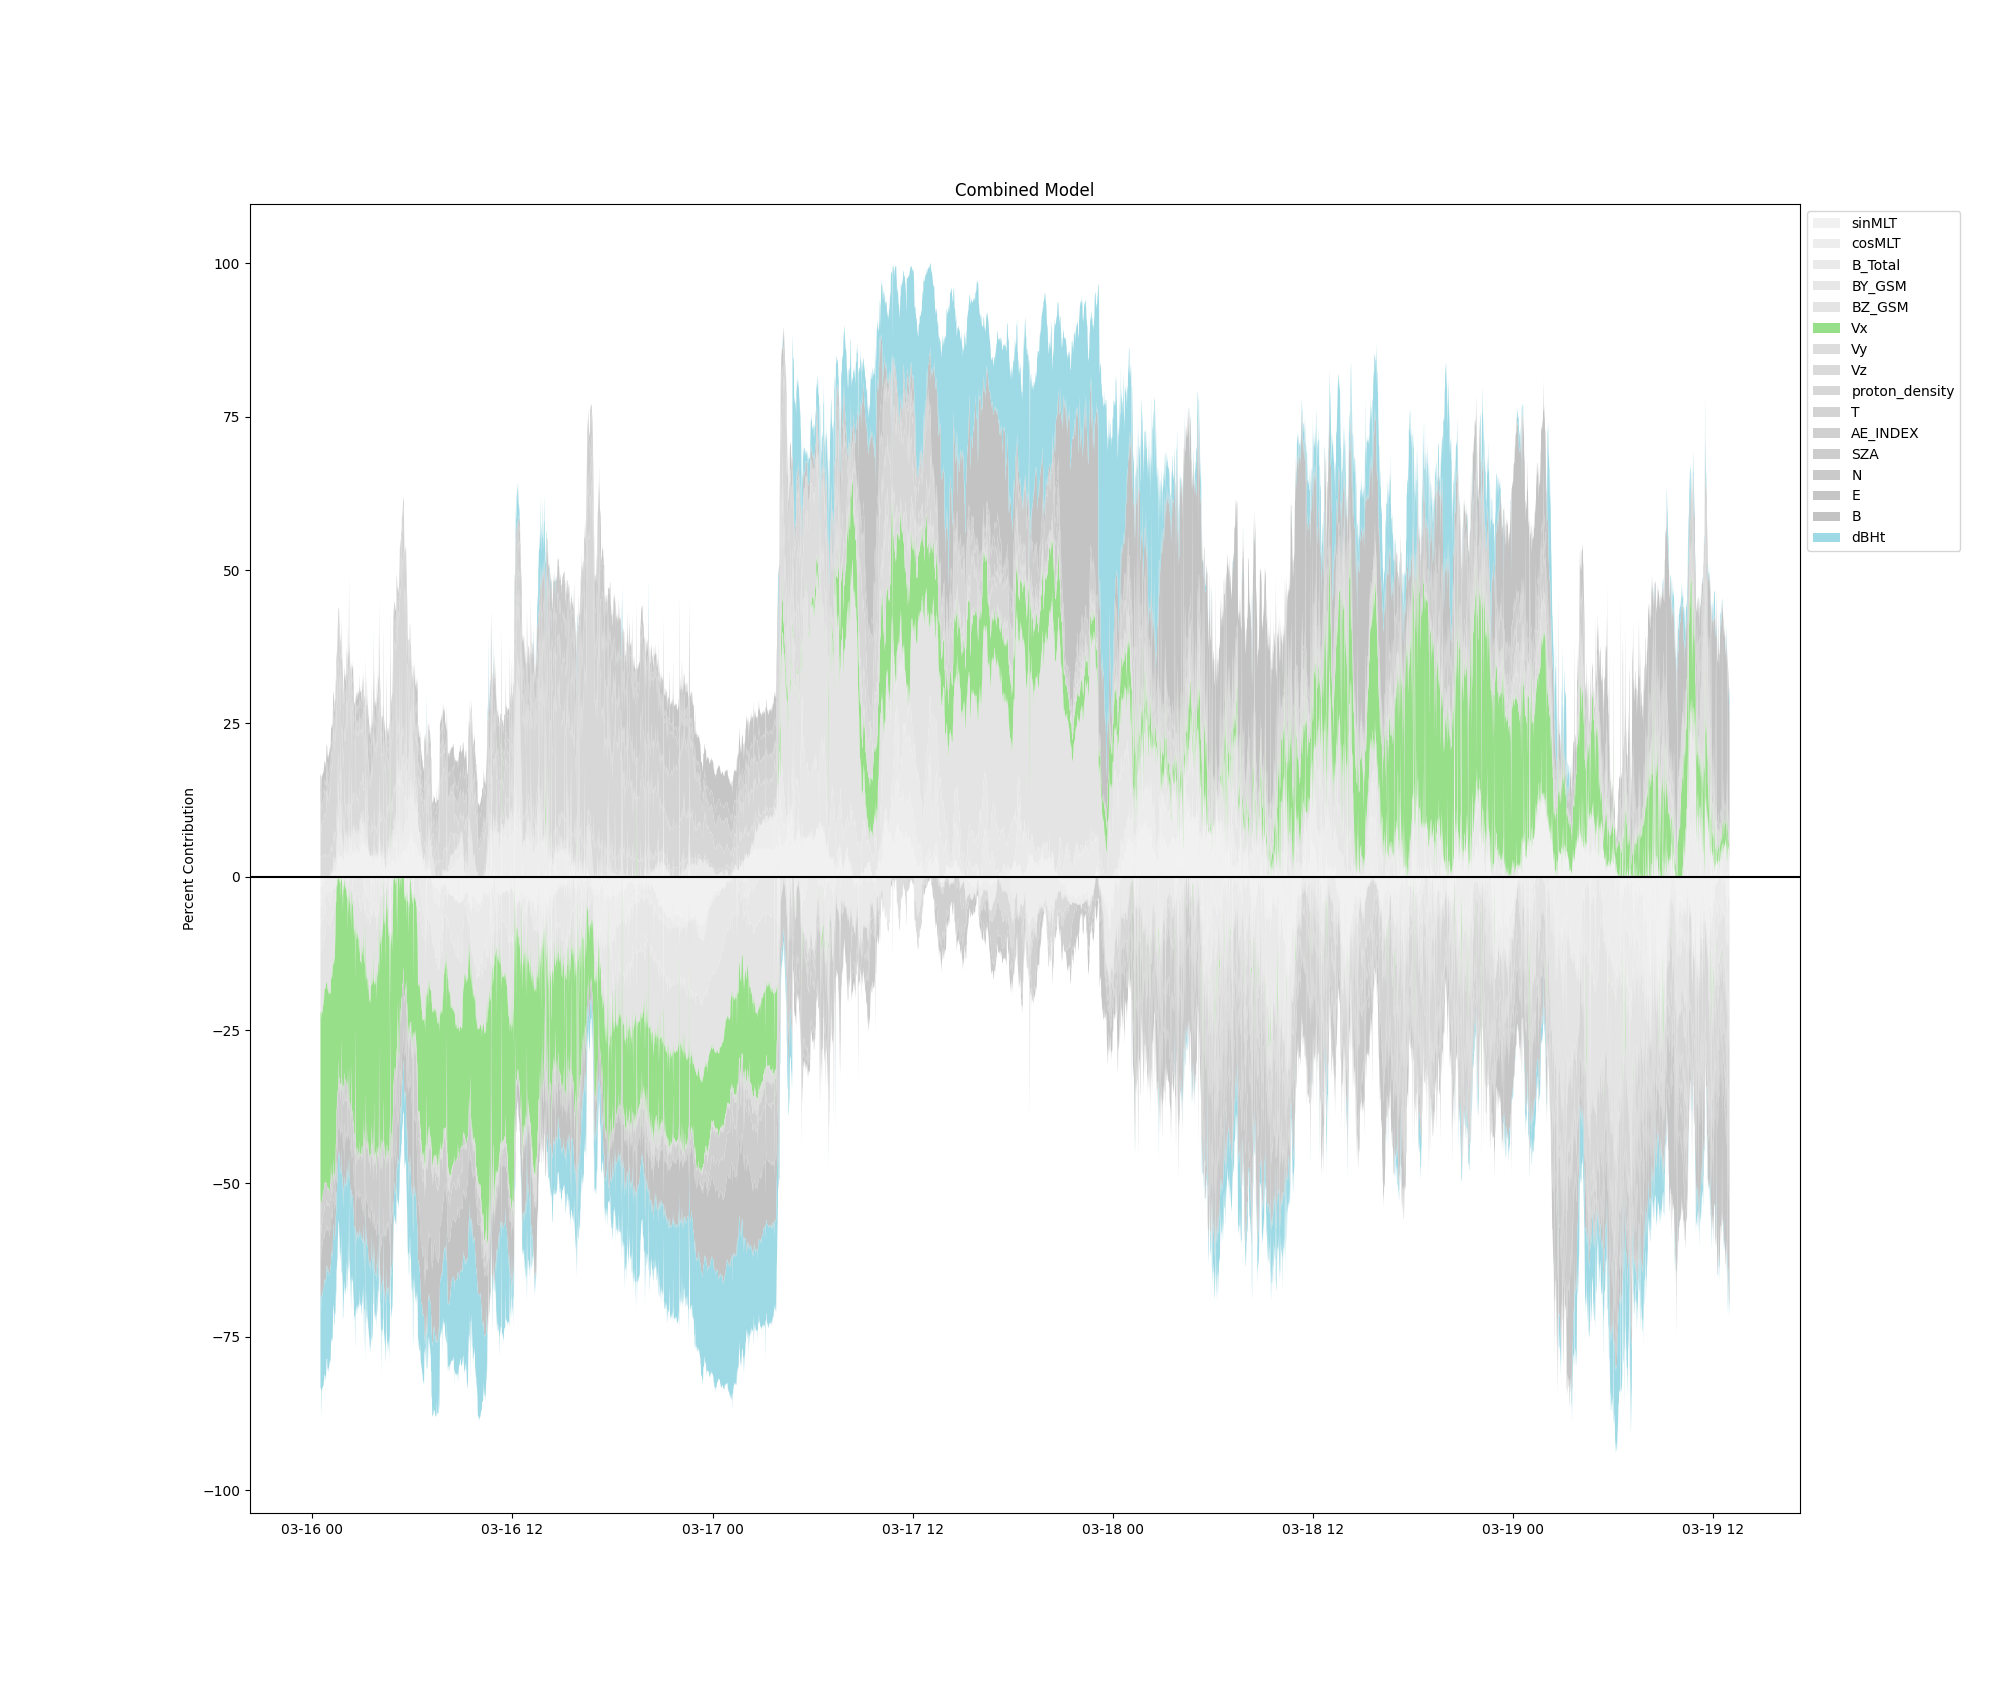 Combined Model
Percent Contribution
100
75
50
25
0
−25
−50
−75
−100
03-16 00
03-16 12
03-17 00
03-17 12
03-18 00
03-18 12
03-19 00
03-19 12
sinMLT
cosMLT
B_Total
BY_GSM
BZ_GSM
Vx
Vy
Vz
proton_density
T
AE_INDEX
SZA
N
E
B
dBHt